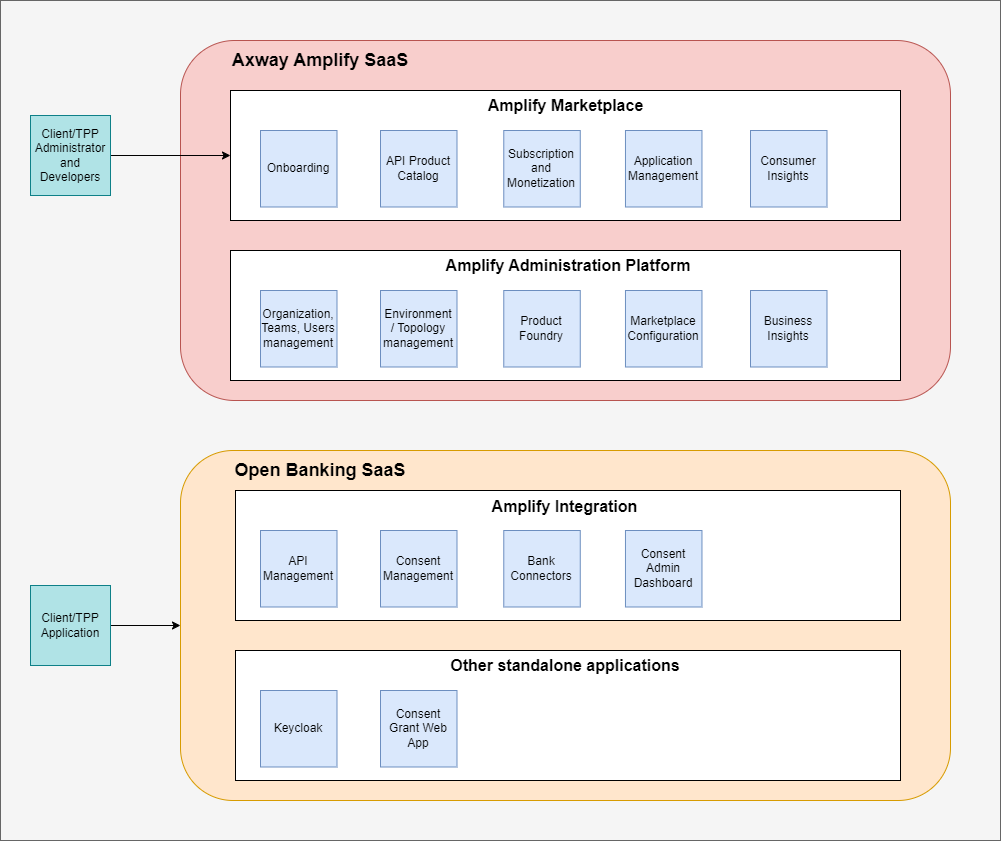 Axway Amplify SaaS
Client/TPP
Administrator
and
Developers
Amplify Marketplace
Onboarding
API Product
Catalog
Subscription
and
Monetization
Application
Management
Consumer
Insights
Amplify Administration Platform
Organization,
Teams, Users
management
Environment
/ Topology
management
Product
Foundry
Marketplace
Configuration
Business
Insights
Open Banking SaaS
Client/TPP
Application
Amplify Integration
API
Management
Consent
Management
Bank
Connectors
Consent
Admin
Dashboard
Other standalone applications
Keycloak
Consent
Grant Web
App